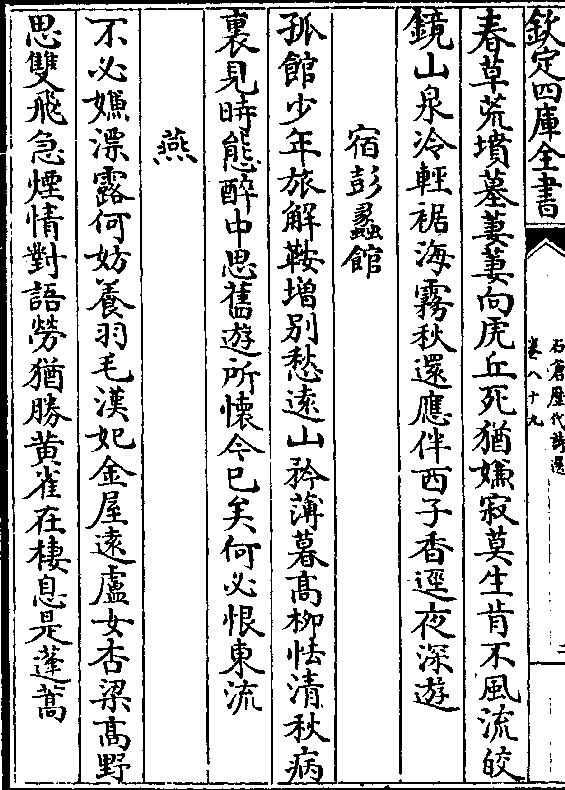 欽定四庫全書
石倉歷代詩選
卷八十九
二
春草荒墳墓萋萋向虎丘死猶嫌寂莫生肯不風流皎
鏡山泉冷輕裾海霧秋還應伴西子香逕夜深遊
宿彭蠡館
孤館少年旅解鞍增別愁遠山矜薄暮高柳怯清秋病
裏見時態醉中思舊遊所懷今已矣何必恨東流
燕
不必嫌漂露何妨養羽毛漢妃金屋遠盧女杏梁高野
思雙飛急煙情對語勞猶勝黄雀在棲息是蓬蒿